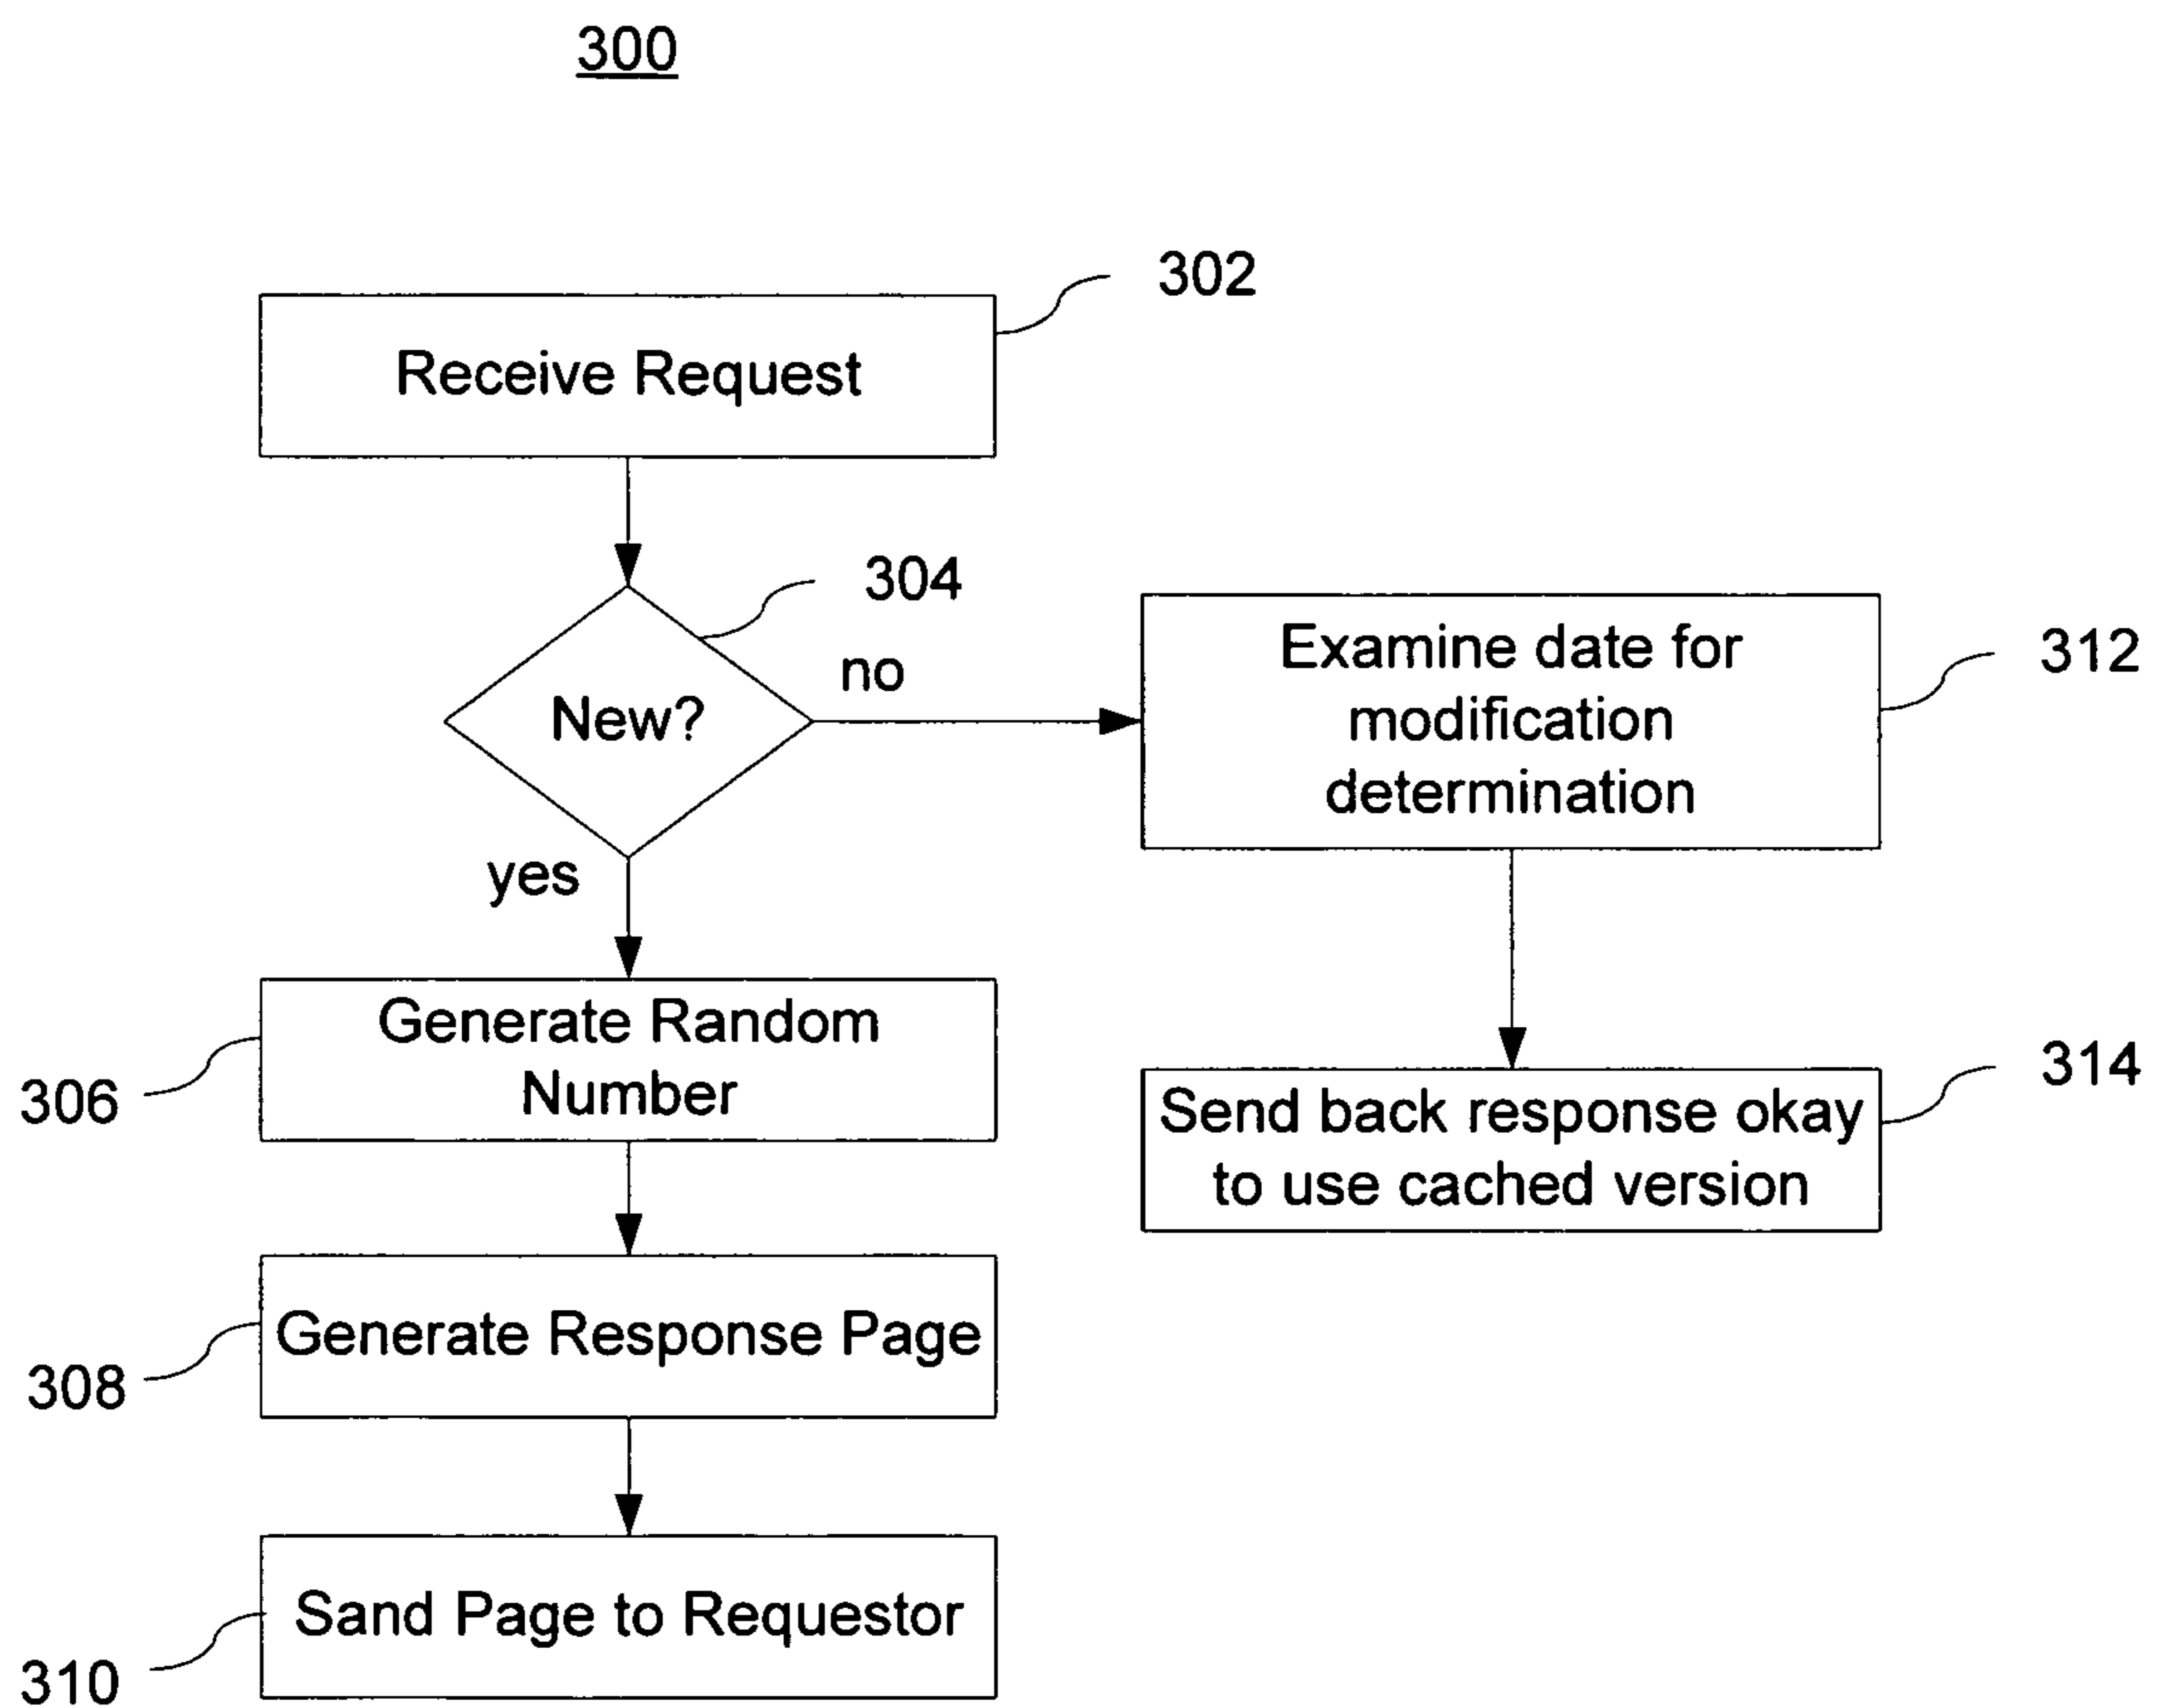 300
302
Receive Request
304
no
New?
yes
Examine date for
modification
determination
312
Generate Random
Number
306
Send back response okay
to use cached version
314
Generate Response Page
308
Sand Page to Requestor
310